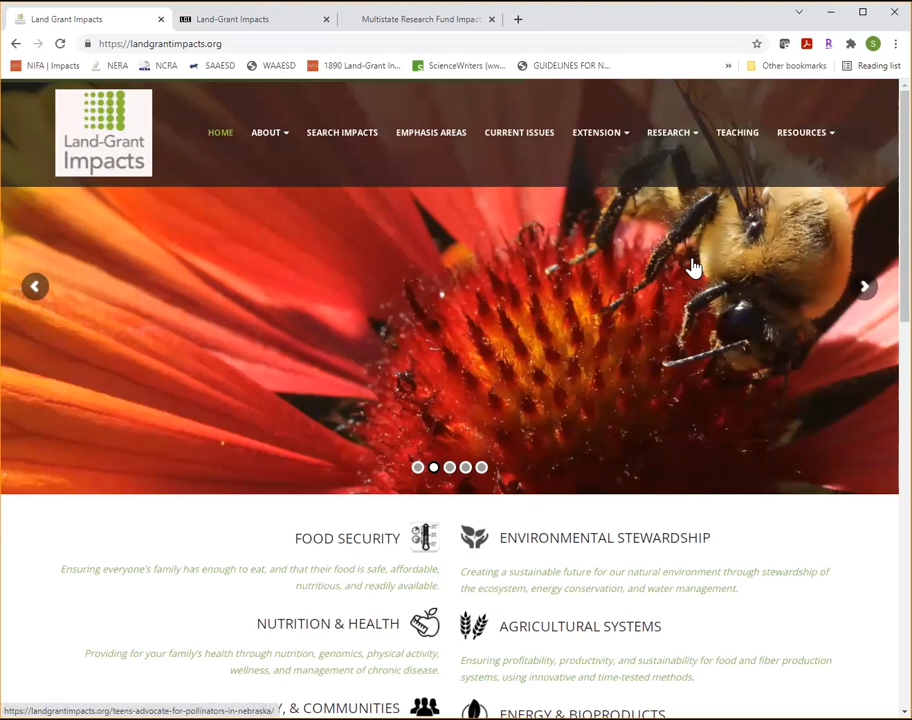 Land Grant Impacts
Land-Grant Impacts
Multistate Research Fund Impact
https://landgrantimpacts.org
S
NIFA | Impacts
NERA
NCRA
SAAESD
WAAESD
1890 Land-Grant In...
ScienceWriters (ww...
GUIDELINES FOR N...
»
Other bookmarks
Reading list
Land-Grant
Impacts
HOME
ABOUT
SEARCH IMPACTS
EMPHASIS AREAS
CURRENT ISSUES
EXTENSION
RESEARCH
TEACHING
RESOURCES
FOOD SECURITY
Ensuring everyone's family has enough to eat, and that their food is safe, affordable,
nutritious, and readily available.
ENVIRONMENTAL STEWARDSHIP
Creating a sustainable future for our natural environment through stewardship of
the ecosystem, energy conservation, and water management.
NUTRITION & HEALTH
Providing for your family's health through nutrition, genomics, physical activity,
wellness, and management of chronic disease.
AGRICULTURAL SYSTEMS
Ensuring profitability, productivity, and sustainability for food and fiber production
systems, using innovative and time-tested methods.
, & COMMUNITIES
ENERGY & BIOPRODUCTS
https://landgrantimpacts.org/teens-advocate-for-pollinators-in-nebraska/